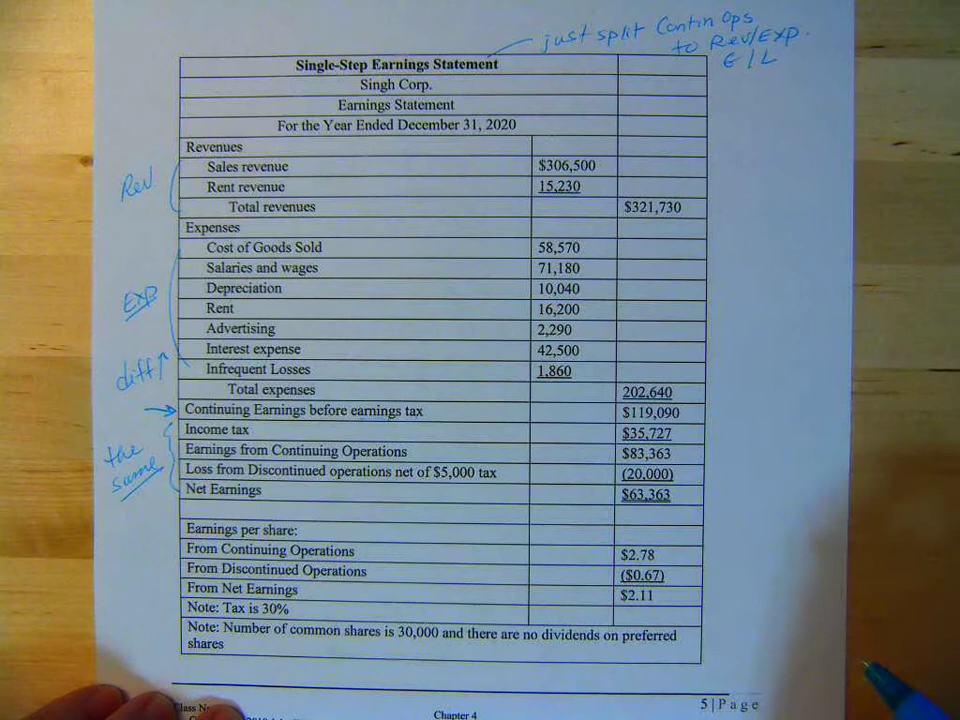 just split Contin Ops
to Rev/Exp.
G/L
Single-Step Earnings Statement
Singh Corp.
Earnings Statement
For the Year Ended December 31, 2020
Revenues
Sales revenue $306,500
Rev Rent revenue 15,230
Total revenues $321,730
Expenses
Cost of Goods Sold 58,570
Salaries and wages 71,180
Depreciation 10,040
Exp Rent 16,200
Advertising 2,290
Interest expense 42,500
diff Infrequent Losses 1,860
Total expenses 202,640
Continuing Earnings before earnings tax $119,090
Income tax $35,727
the Earnings from Continuing Operations $83,363
same Loss from Discontinued operations net of $5,000 tax (20,000)
Net Earnings $63,363
Earnings per share:
From Continuing Operations $2.78
From Discontinued Operations ($0.67)
From Net Earnings $2.11
Note: Tax is 30%
Note: Number of common shares is 30,000 and there are no dividends on preferred
shares
5|Page
Class
Chapter 4